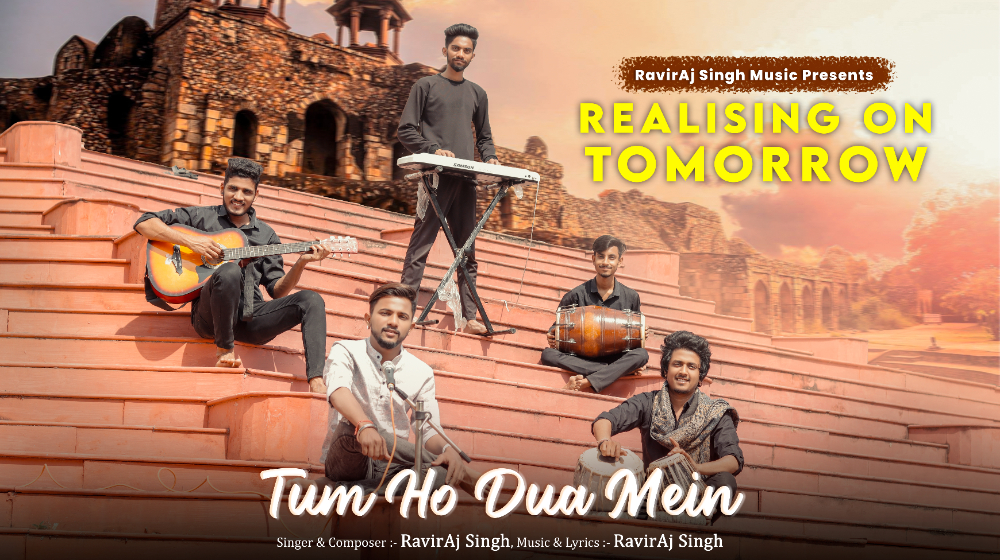 RavirAj Singh Music Presents
REALISING ON
TOMORROW
Tum Ho Dua Mein
Singer & Composer :- RavirAj Singh, Music & Lyrics :- RavirAj Singh